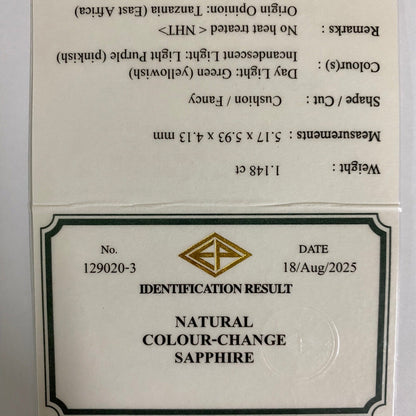 No.
129020-3
EP
DATE
18/Aug/2025
IDENTIFICATION RESULT
NATURAL
COLOUR-CHANGE
SAPPHIRE
Weight : 1.148 ct
Measurements : 5.17 x 5.93 x 4.13 mm
Shape / Cut : Cushion / Fancy
Colour(s) : Day Light: Green (yellowish)
Incandescent Light: Light Purple (pinkish)
Remarks : No heat treated < NHT>
Origin Opinion: Tanzania (East Africa)